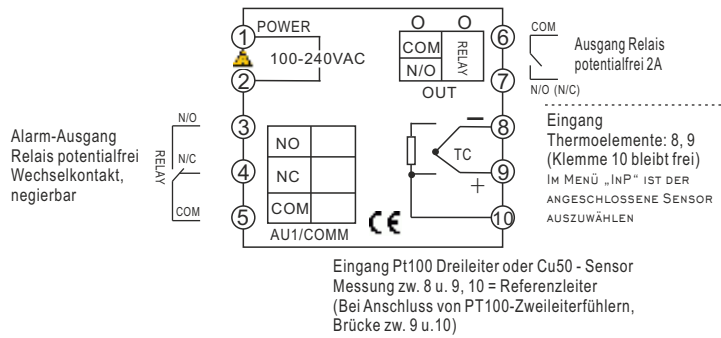 1 POWER
100-240VAC
2
3
4
5
NO
NC
COM
AU1/COMM
O O
COM
N/O
RELAY
OUT
6
7
8
9
10
TC
+
−
CE
COM
N/O (N/C)
Ausgang Relais
potentialfrei 2A
Eingang
Thermoelemente: 8, 9
(Klemme 10 bleibt frei)
IM MENÜ „INP“ IST DER
ANGESCHLOSSENE SENSOR
AUSZUWÄHLEN
Alarm-Ausgang
Relais potentialfrei
Wechselkontakt,
negierbar
RELAY
N/O
N/C
COM
Eingang Pt100 Dreileiter oder Cu50 - Sensor
Messung zw. 8 u. 9, 10 = Referenzleiter
(Bei Anschluss von PT100-Zweileiterfühlern,
Brücke zw. 9 u.10)